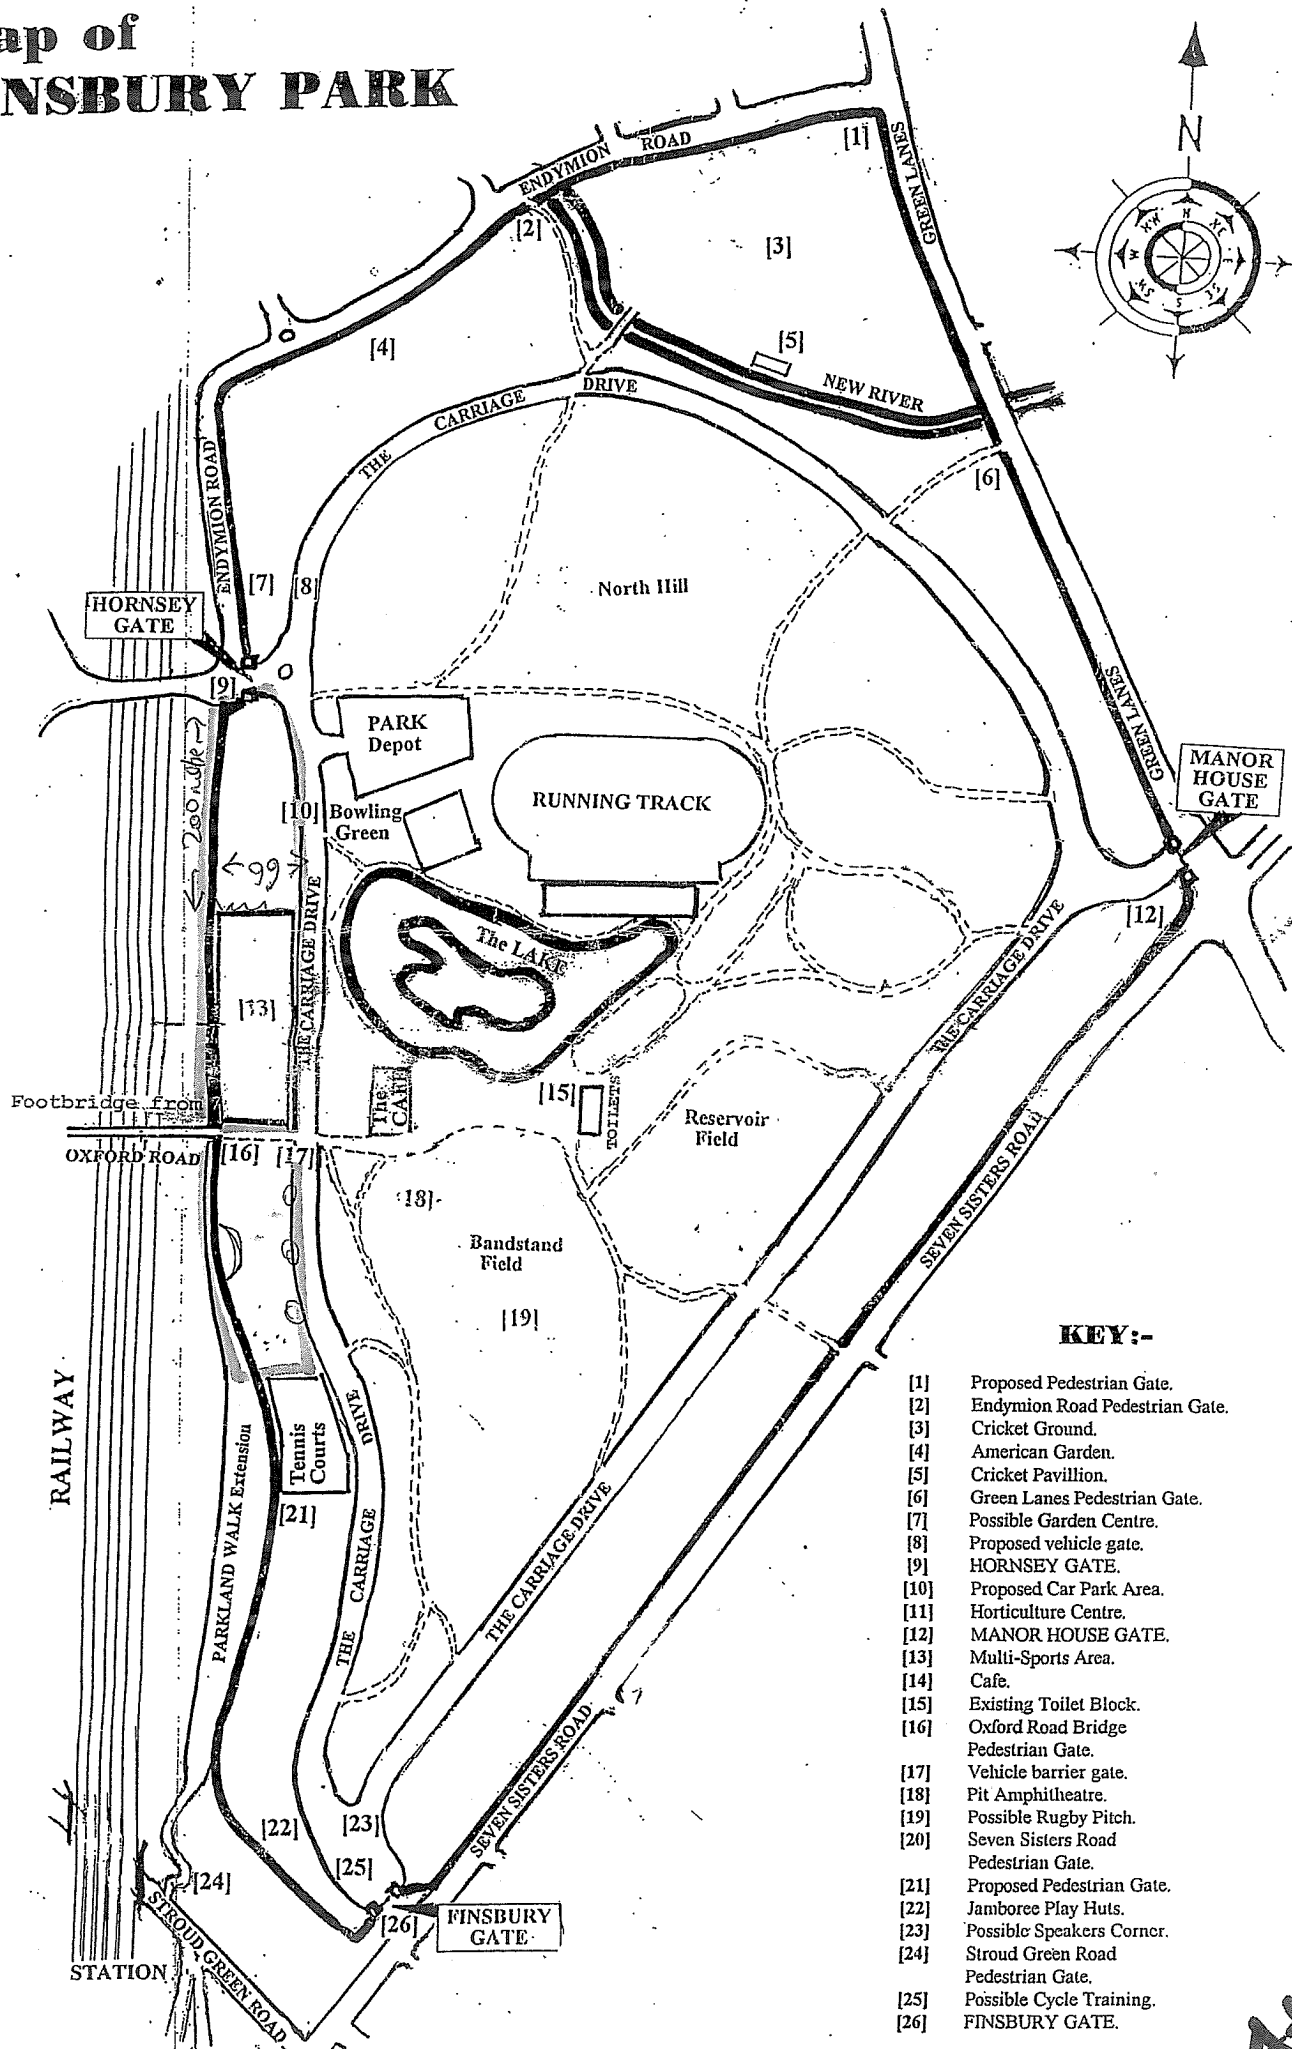 ap of
NSBURY PARK
N
ENDYMION ROAD
[1]
GREEN LANES
[2]
[3]
[4]
[5]
NEW RIVER
THE CARRIAGE DRIVE
[6]
ENDYMION ROAD
[7]
[8]
North Hill
HORNSEY
GATE
[9]
GREEN LANES
MANOR
HOUSE
GATE
PARK
Depot
200
RUNNING TRACK
[10]
Bowling
Green
66
THE CARRIAGE DRIVE
[12]
The LAKE
THE CARRIAGE DRIVE
[13]
The
CAFE
[15]
TOILETS
Reservoir
Field
Footbridge from
OXFORD ROAD
[16]
[17]
[18]
SEVEN SISTERS ROAD
Bandstand
Field
[19]
RAILWAY
PARKLAND WALK Extension
Tennis
Courts
[21]
THE CARRIAGE DRIVE
THE CARRIAGE DRIVE
SEVEN SISTERS ROAD
[22]
[23]
[24]
[25]
[26]
FINSBURY
GATE
STROUD GREEN ROAD
STATION
KEY:-
[1] Proposed Pedestrian Gate.
[2] Endymion Road Pedestrian Gate.
[3] Cricket Ground.
[4] American Garden.
[5] Cricket Pavillion.
[6] Green Lanes Pedestrian Gate.
[7] Possible Garden Centre.
[8] Proposed vehicle gate.
[9] HORNSEY GATE.
[10] Proposed Car Park Area.
[11] Horticulture Centre.
[12] MANOR HOUSE GATE.
[13] Multi-Sports Area.
[14] Cafe.
[15] Existing Toilet Block.
[16] Oxford Road Bridge
Pedestrian Gate.
[17] Vehicle barrier gate.
[18] Pit Amphitheatre.
[19] Possible Rugby Pitch.
[20] Seven Sisters Road
Pedestrian Gate.
[21] Proposed Pedestrian Gate.
[22] Jamboree Play Huts.
[23] Possible Speakers Corner.
[24] Stroud Green Road
Pedestrian Gate.
[25] Possible Cycle Training.
[26] FINSBURY GATE.